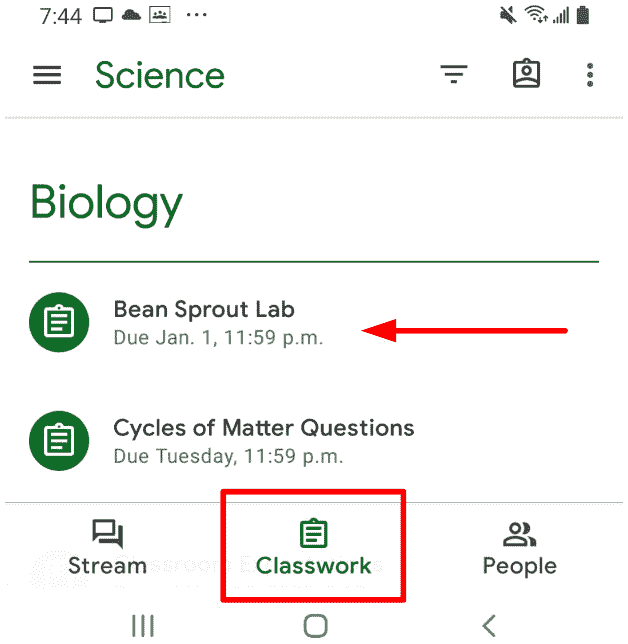 7:44
Science
Biology
Bean Sprout Lab
Due Jan. 1, 11:59 p.m.
Cycles of Matter Questions
Due Tuesday, 11:59 p.m.
Stream Classwork People